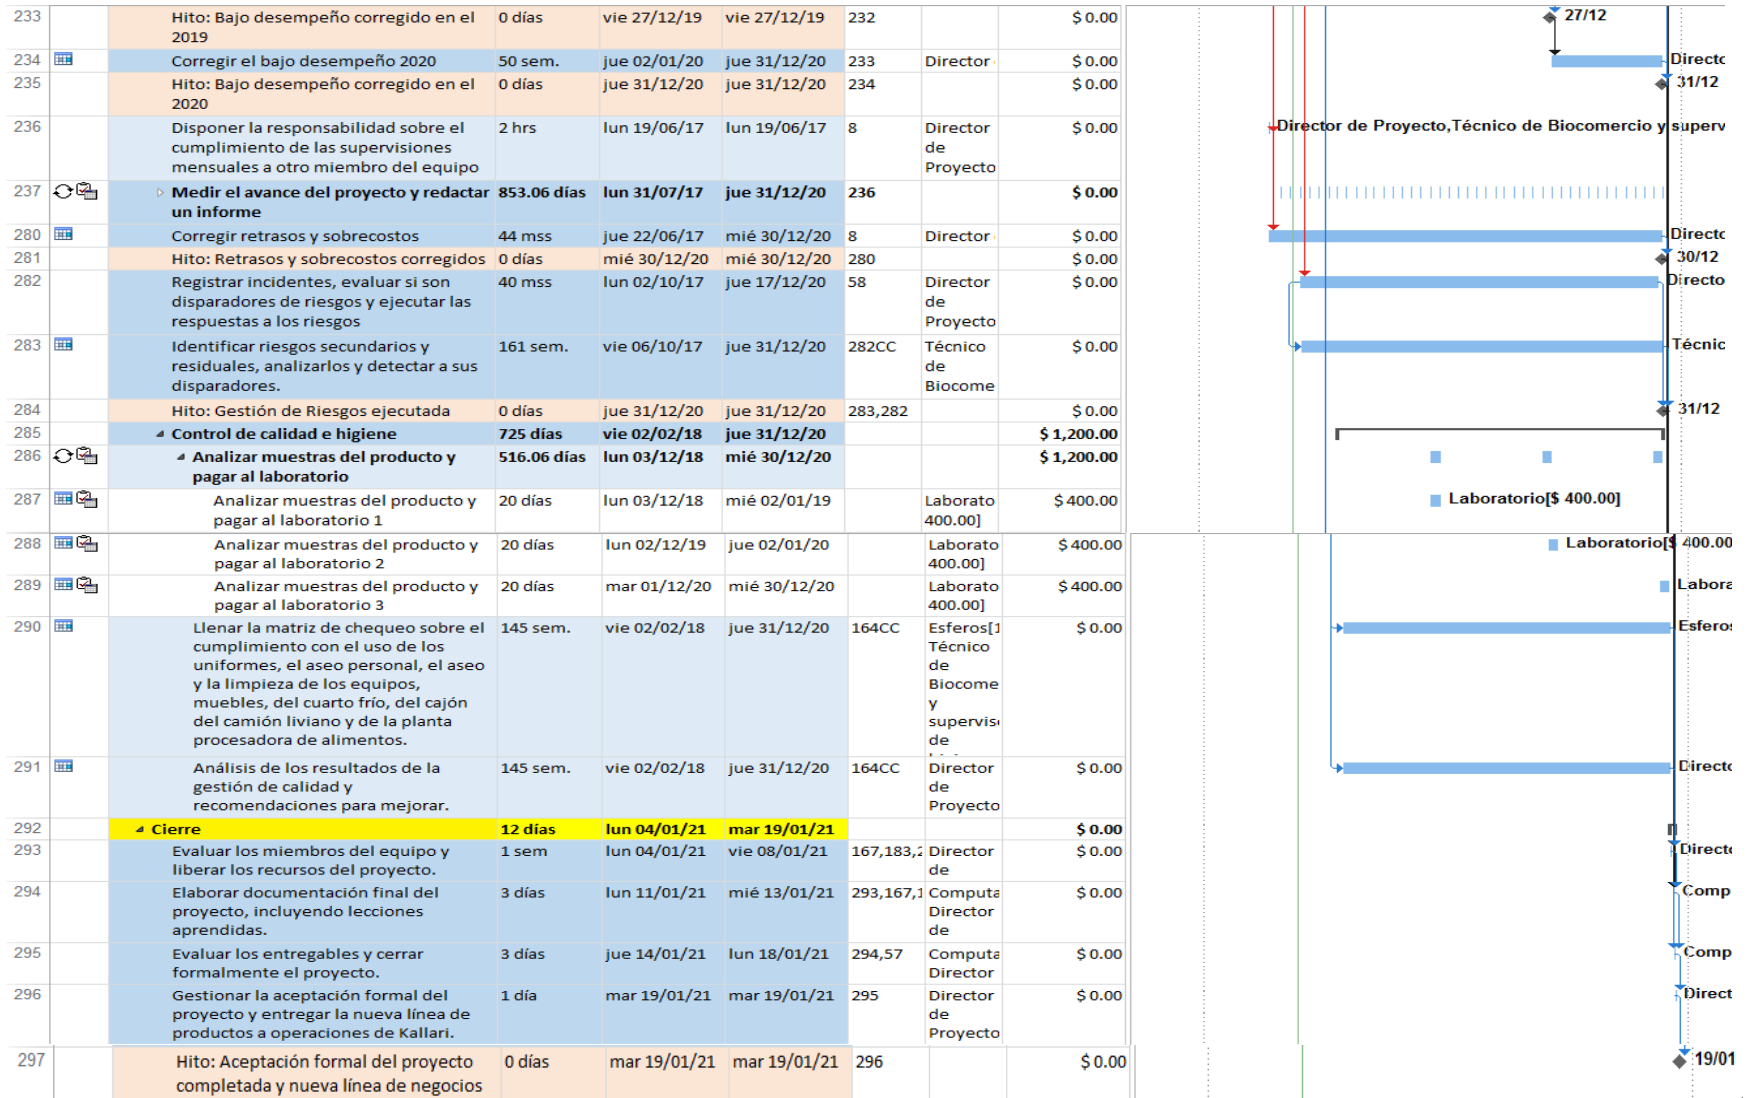 233 Hito: Bajo desempeño corregido en el 0 días vie 27/12/19 vie 27/12/19 232 $ 0.00 27/12
2019
234 Corregir el bajo desempeño 2020 50 sem. jue 02/01/20 jue 31/12/20 233 Director $ 0.00 Directo
235 Hito: Bajo desempeño corregido en el 0 días jue 31/12/20 jue 31/12/20 234 $ 0.00 31/12
2020
236 Disponer la responsabilidad sobre el 2 hrs lun 19/06/17 lun 19/06/17 8 Director $ 0.00 Director de Proyecto,Técnico de Biocomercio y superv
cumplimiento de las supervisiones de
mensuales a otro miembro del equipo Proyecto
237 Medir el avance del proyecto y redactar 853.06 días lun 31/07/17 jue 31/12/20 236 $ 0.00
un informe
280 Corregir retrasos y sobrecostos 44 mss jue 22/06/17 mié 30/12/20 8 Director $ 0.00 Directo
281 Hito: Retrasos y sobrecostos corregidos 0 días mié 30/12/20 mié 30/12/20 280 $ 0.00 30/12
282 Registrar incidentes, evaluar si son 40 mss lun 02/10/17 jue 17/12/20 58 Director $ 0.00 Directo
disparadores de riesgos y ejecutar las de
respuestas a los riesgos Proyecto
283 Identificar riesgos secundarios y 161 sem. vie 06/10/17 jue 31/12/20 282CC Técnico $ 0.00 Técnic
residuales, analizarlos y detectar a sus de
disparadores. Biocome
284 Hito: Gestión de Riesgos ejecutada 0 días jue 31/12/20 jue 31/12/20 283,282 $ 0.00 31/12
285 Control de calidad e higiene 725 días vie 02/02/18 jue 31/12/20 $ 1,200.00
286 Analizar muestras del producto y 516.06 días lun 03/12/18 mié 30/12/20 $ 1,200.00
pagar al laboratorio
287 Analizar muestras del producto y 20 días lun 03/12/18 mié 02/01/19 Laborato $ 400.00 Laboratorio[$ 400.00]
pagar al laboratorio 1 400.00]
288 Analizar muestras del producto y 20 días lun 02/12/19 jue 02/01/20 Laborato $ 400.00 Laboratorio[$ 400.00
pagar al laboratorio 2 400.00]
289 Analizar muestras del producto y 20 días mar 01/12/20 mié 30/12/20 Laborato $ 400.00 Labora
pagar al laboratorio 3 400.00]
290 Llenar la matriz de chequeo sobre el 145 sem. vie 02/02/18 jue 31/12/20 164CC Esferos[1 $ 0.00 Esferos
cumplimiento con el uso de los Técnico
uniformes, el aseo personal, el aseo de
y la limpieza de los equipos, Biocome
muebles, del cuarto frío, del cajón y
del camión liviano y de la planta supervis
procesadora de alimentos. de
291 Análisis de los resultados de la 145 sem. vie 02/02/18 jue 31/12/20 164CC Director $ 0.00 Directo
gestión de calidad y de
recomendaciones para mejorar. Proyecto
292 Cierre 12 días lun 04/01/21 mar 19/01/21 $ 0.00
293 Evaluar los miembros del equipo y 1 sem lun 04/01/21 vie 08/01/21 167,183,2 Director $ 0.00 Directo
liberar los recursos del proyecto. de
294 Elaborar documentación final del 3 días lun 11/01/21 mié 13/01/21 293,167,1 Computa $ 0.00 Comp
proyecto, incluyendo lecciones Director
aprendidas. de
295 Evaluar los entregables y cerrar 3 días jue 14/01/21 lun 18/01/21 294,57 Computa $ 0.00 Comp
formalmente el proyecto. Director
296 Gestionar la aceptación formal del 1 día mar 19/01/21 mar 19/01/21 295 Director $ 0.00 Direct
proyecto y entregar la nueva línea de de
productos a operaciones de Kallari. Proyecto
297 Hito: Aceptación formal del proyecto 0 días mar 19/01/21 mar 19/01/21 296 $ 0.00 19/01
completada y nueva línea de negocios